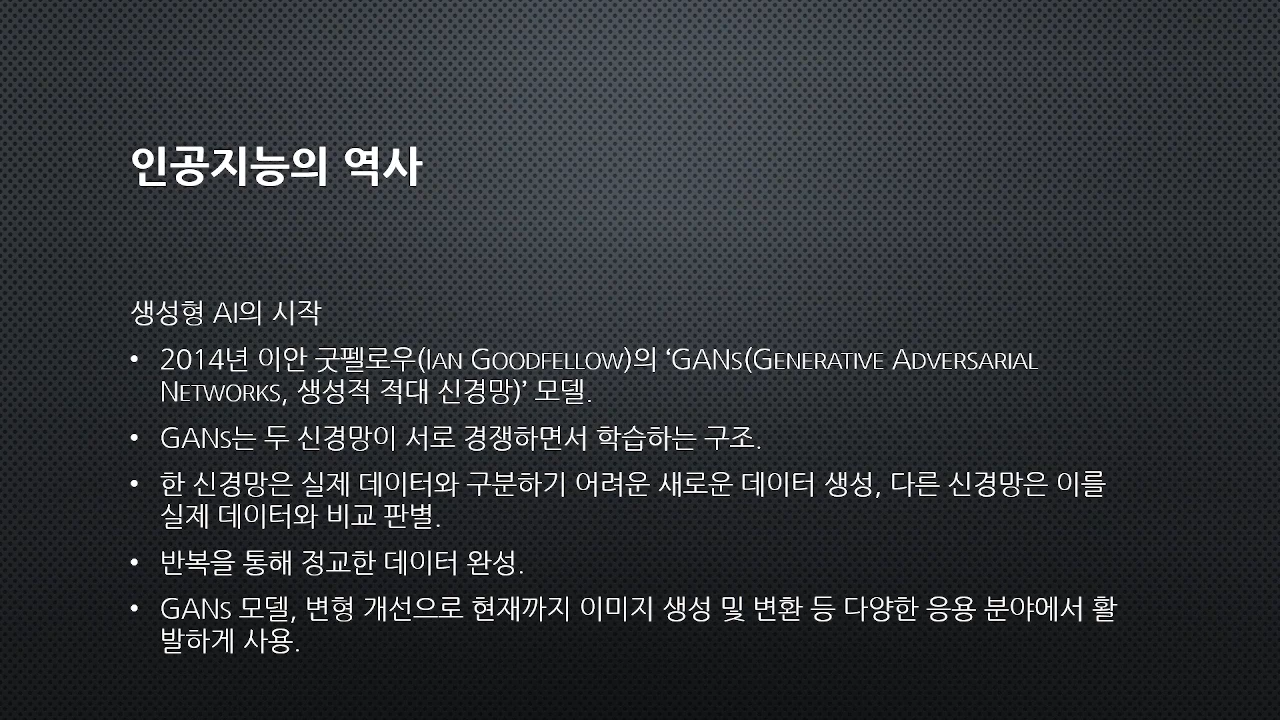 인공지능의 역사
생성형 AI의 시작
• 2014년 이안 굿펠로우(Ian Goodfellow)의 ‘GANs(Generative Adversarial
Networks, 생성적 적대 신경망)’ 모델.
• GANs는 두 신경망이 서로 경쟁하면서 학습하는 구조.
• 한 신경망은 실제 데이터와 구분하기 어려운 새로운 데이터 생성, 다른 신경망은 이를
실제 데이터와 비교 판별.
• 반복을 통해 정교한 데이터 완성.
• GANs 모델, 변형 개선으로 현재까지 이미지 생성 및 변환 등 다양한 응용 분야에서 활
발하게 사용.